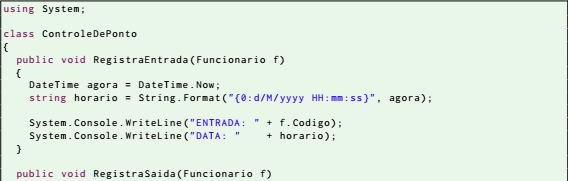 using System;
class ControleDePonto
{
public void RegistraEntrada(Funcionario f)
{
DateTime agora = DateTime.Now;
string horario = String.Format("{0:d/M/yyyy HH:mm:ss}", agora);
System.Console.WriteLine("ENTRADA: " + f.Codigo);
System.Console.WriteLine("DATA: " + horario);
}
public void RegistraSaida(Funcionario f)